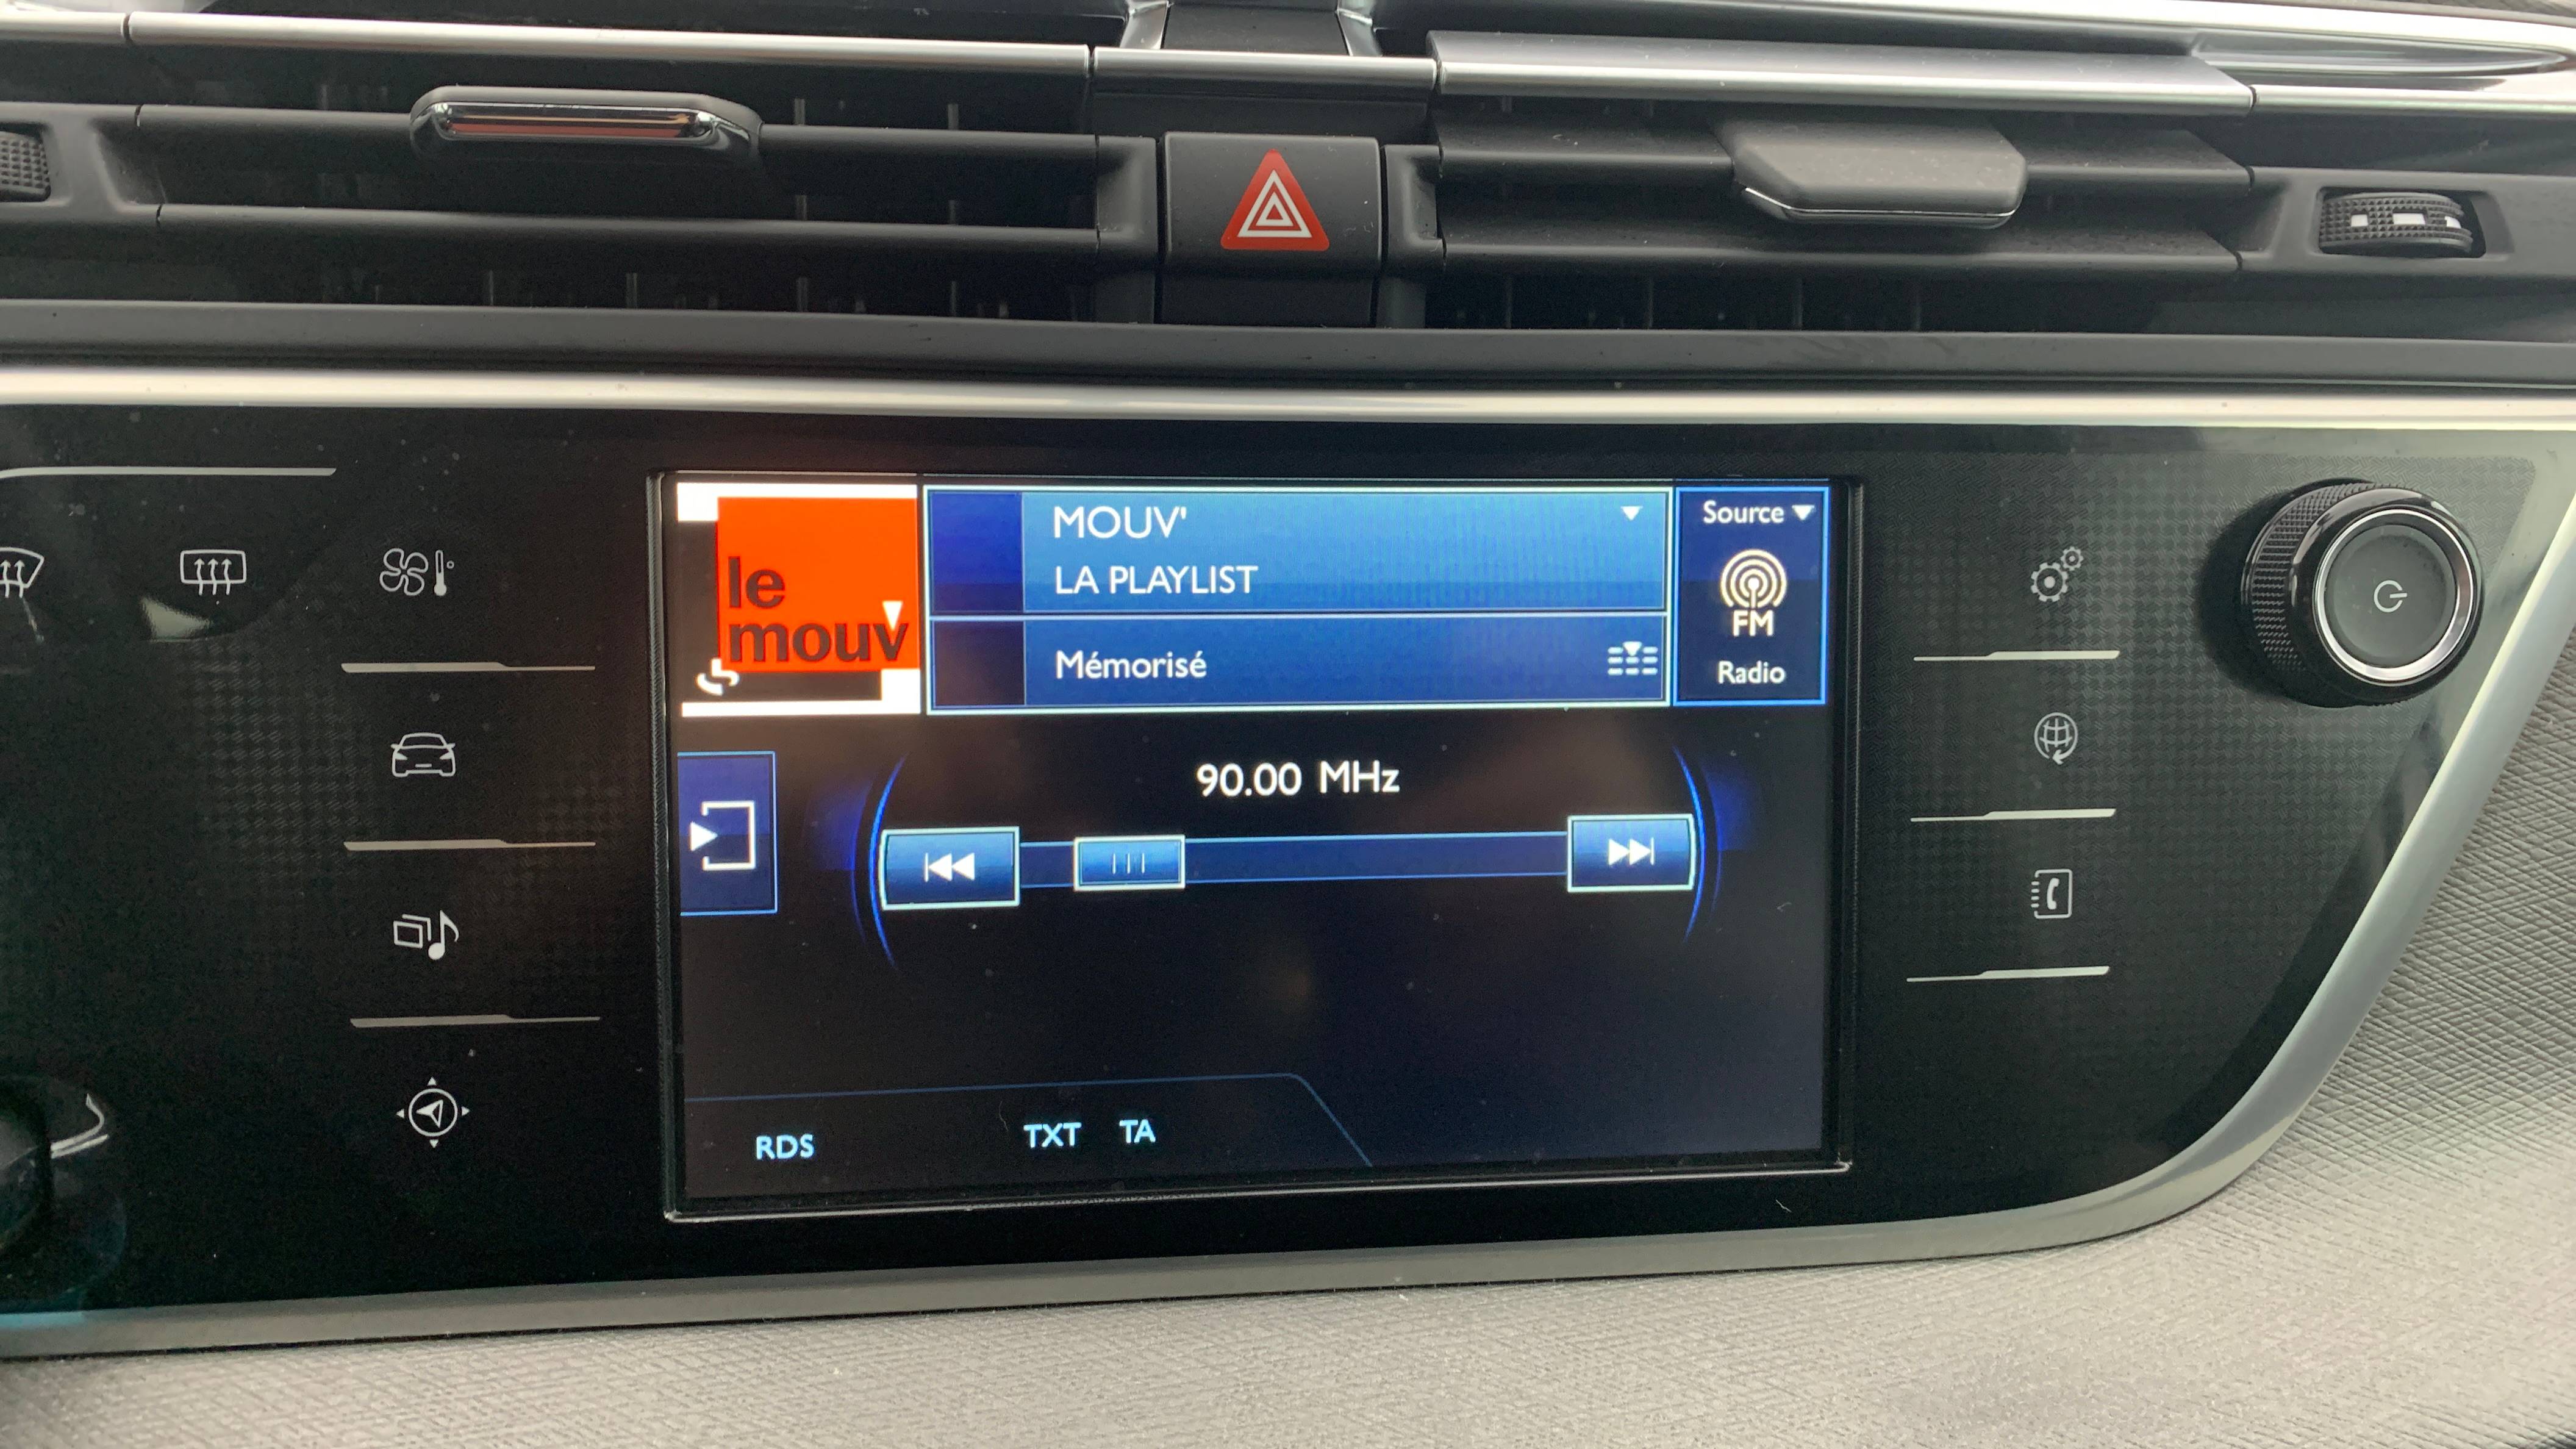 le
mouv
MOUV'
LA PLAYLIST
Mémorisé
Source
FM
Radio
90.00 MHz
RDS
TXT
TA